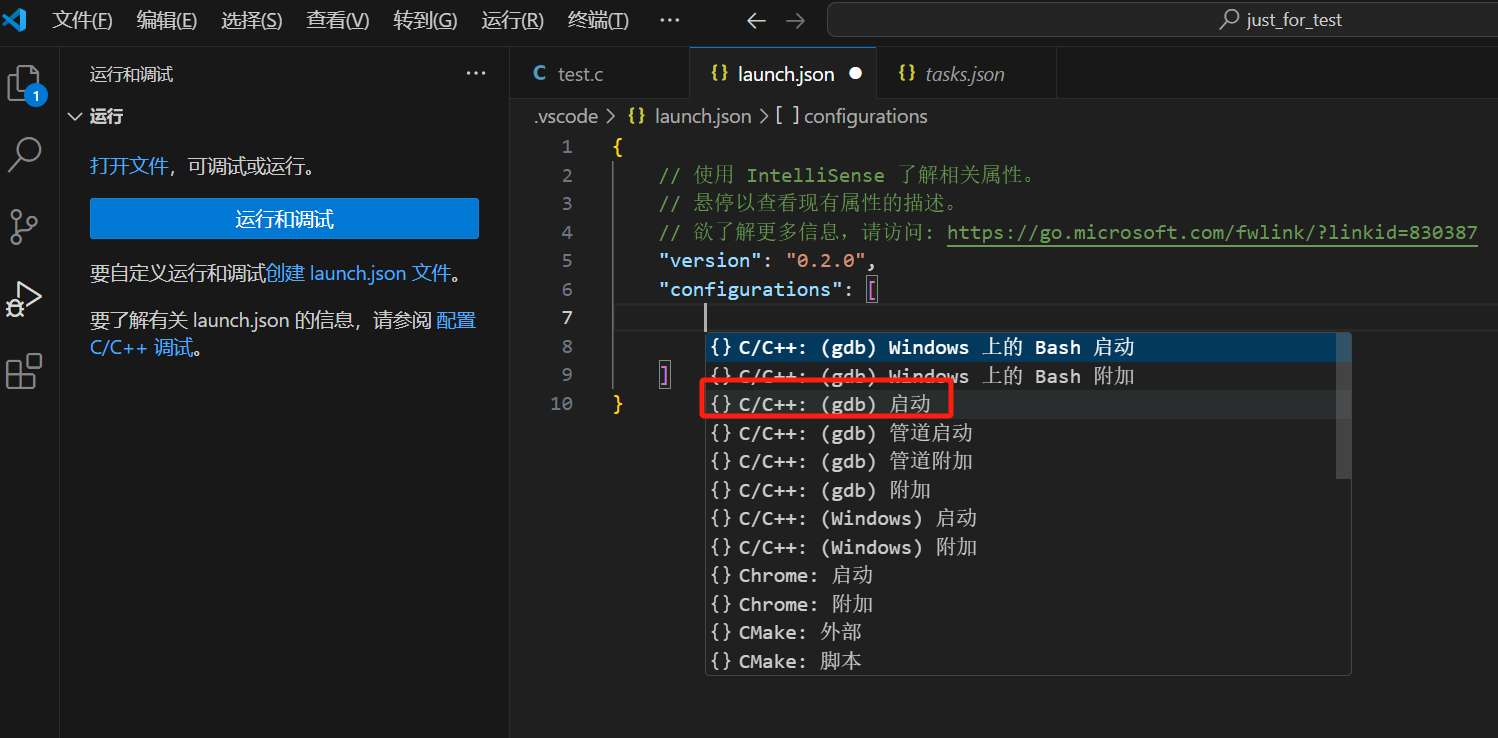 文件(F) 编辑(E) 选择(S) 查看(V) 转到(G) 运行(R) 终端(T) ··· just_for_test
运行和调试 ···
运行
打开文件，可调试或运行。
运行和调试
要自定义运行和调试创建 launch.json 文件。
要了解有关 launch.json 的信息，请参阅 配置
C/C++ 调试。
1
C test.c {} launch.json {} tasks.json
.vscode > {} launch.json > [ ] configurations
1 {
2 // 使用 IntelliSense 了解相关属性。
3 // 悬停以查看现有属性的描述。
4 // 欲了解更多信息，请访问: https://go.microsoft.com/fwlink/?linkid=830387
5 "version": "0.2.0",
6 "configurations": [
7
8
9 ]
10 }
{} C/C++: (gdb) Windows 上的 Bash 启动
{} C/C++: (gdb) Windows 上的 Bash 附加
{} C/C++: (gdb) 启动
{} C/C++: (gdb) 管道启动
{} C/C++: (gdb) 管道附加
{} C/C++: (gdb) 附加
{} C/C++: (Windows) 启动
{} C/C++: (Windows) 附加
{} Chrome: 启动
{} Chrome: 附加
{} CMake: 外部
{} CMake: 脚本